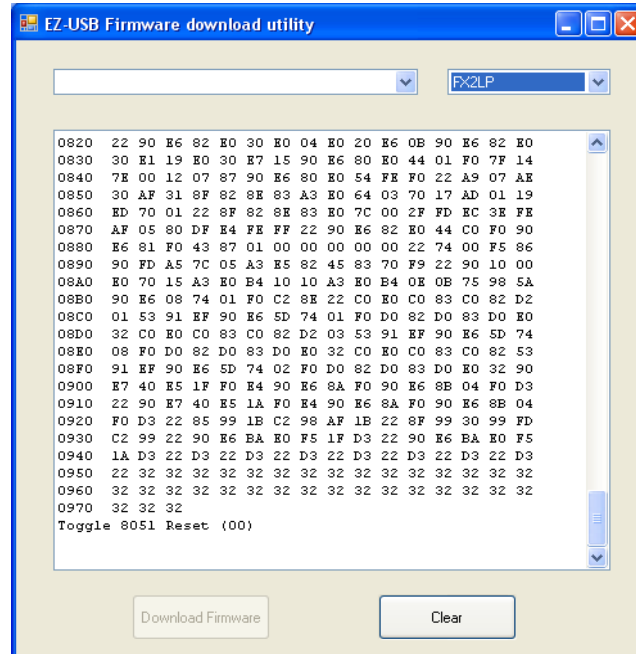 EZ-USB Firmware download utility
FX2LP
0820 22 90 E6 82 E0 30 E0 04 E0 20 E6 0B 90 E6 82 E0
0830 30 E1 19 E0 30 E7 15 90 E6 80 E0 44 01 F0 7F 14
0840 7E 00 12 07 87 90 E6 80 E0 54 FE F0 22 A9 07 AE
0850 30 AF 31 8F 82 8E 83 A3 E0 64 03 70 17 AD 01 19
0860 ED 70 01 22 8F 82 8E 83 E0 7C 00 2F FD EC 3E FE
0870 AF 05 80 DF E4 FE FF 22 90 E6 82 E0 44 C0 F0 90
0880 E6 81 F0 43 87 01 00 00 00 00 00 22 74 00 F5 86
0890 90 FD A5 7C 05 A3 E5 82 45 83 70 F9 22 90 10 00
08A0 E0 70 15 A3 E0 B4 10 10 A3 E0 B4 0E 0B 75 98 5A
08B0 90 E6 08 74 01 F0 C2 8E 22 C0 E0 C0 83 C0 82 D2
08C0 01 53 91 EF 90 E6 5D 74 01 F0 D0 82 D0 83 D0 E0
08D0 32 C0 E0 C0 83 C0 82 D2 03 53 91 EF 90 E6 5D 74
08E0 08 F0 D0 82 D0 83 D0 E0 32 C0 E0 C0 83 C0 82 53
08F0 91 EF 90 E6 5D 74 02 F0 D0 82 D0 83 D0 E0 32 90
0900 E7 40 E5 1F F0 E4 90 E6 8A F0 90 E6 8B 04 F0 D3
0910 22 90 E7 40 E5 1A F0 E4 90 E6 8A F0 90 E6 8B 04
0920 F0 D3 22 85 99 1B C2 98 AF 1B 22 8F 99 30 99 FD
0930 C2 99 22 90 E6 BA E0 F5 1F D3 22 90 E6 BA E0 F5
0940 1A D3 22 D3 22 D3 22 D3 22 D3 22 D3 22 D3 22 D3
0950 22 32 32 32 32 32 32 32 32 32 32 32 32 32 32 32
0960 32 32 32 32 32 32 32 32 32 32 32 32 32 32 32 32
0970 32 32 32
Toggle 8051 Reset (00)
Download Firmware
Clear